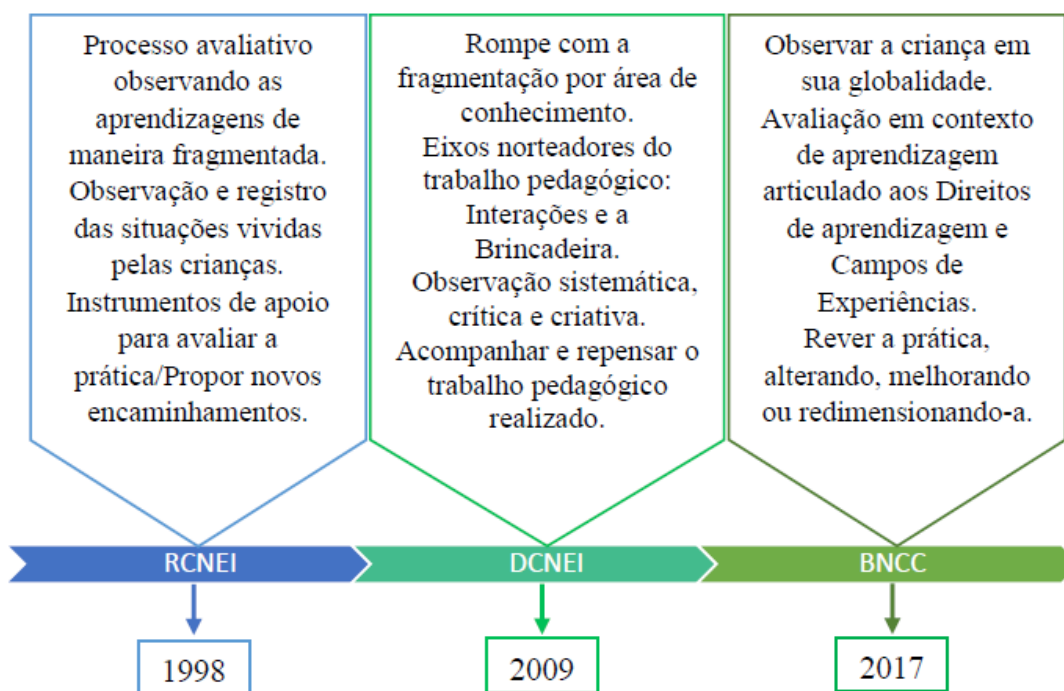 Processo avaliativo
observando as
aprendizagens de
maneira fragmentada.
Observação e registro
das situações vividas
pelas crianças.
Instrumentos de apoio
para avaliar a
prática/Propor novos
encaminhamentos.
Rompe com a
fragmentação por área de
conhecimento.
Eixos norteadores do
trabalho pedagógico:
Interações e a
Brincadeira.
Observação sistemática,
crítica e criativa.
Acompanhar e repensar o
trabalho pedagógico
realizado.
Observar a criança em
sua globalidade.
Avaliação em contexto
de aprendizagem
articulado aos Direitos
de aprendizagem e
Campos de
Experiências.
Rever a prática,
alterando, melhorando
ou redimensionando-a.
RCNEI
DCNEI
BNCC
1998
2009
2017